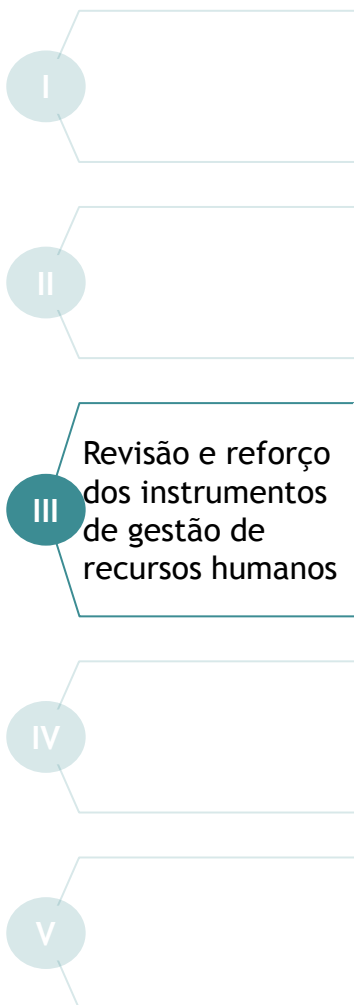 I
II
III
Revisão e reforço
dos instrumentos
de gestão de
recursos humanos
IV
V